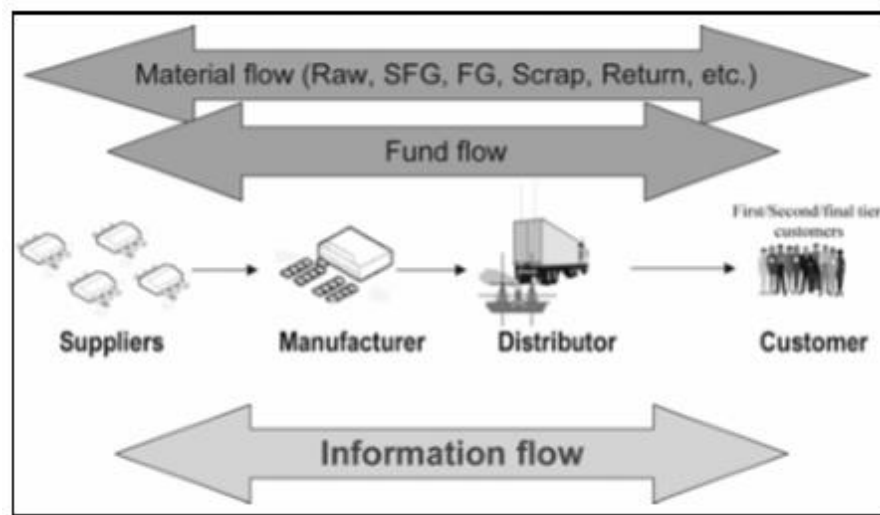 Material flow (Raw, SFG, FG, Scrap, Return, etc.)
Fund flow
First/Second/final tier
customers
Suppliers
Manufacturer
Distributor
Customer
Information flow